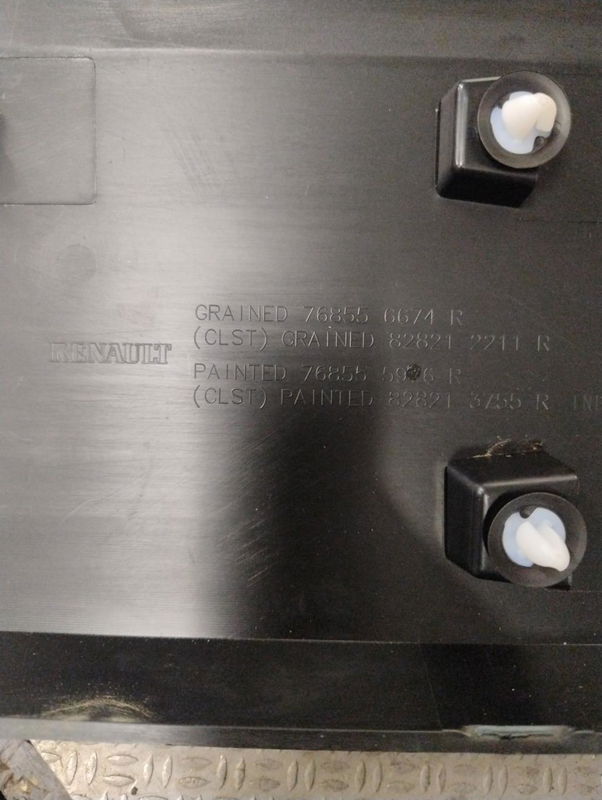 GRAINED 76855 6674 R
(CLST) GRAINED 82821 2211 R
RENAULT
PAINTED 76855 R
(CLST) PAINTED 82821 3755 R